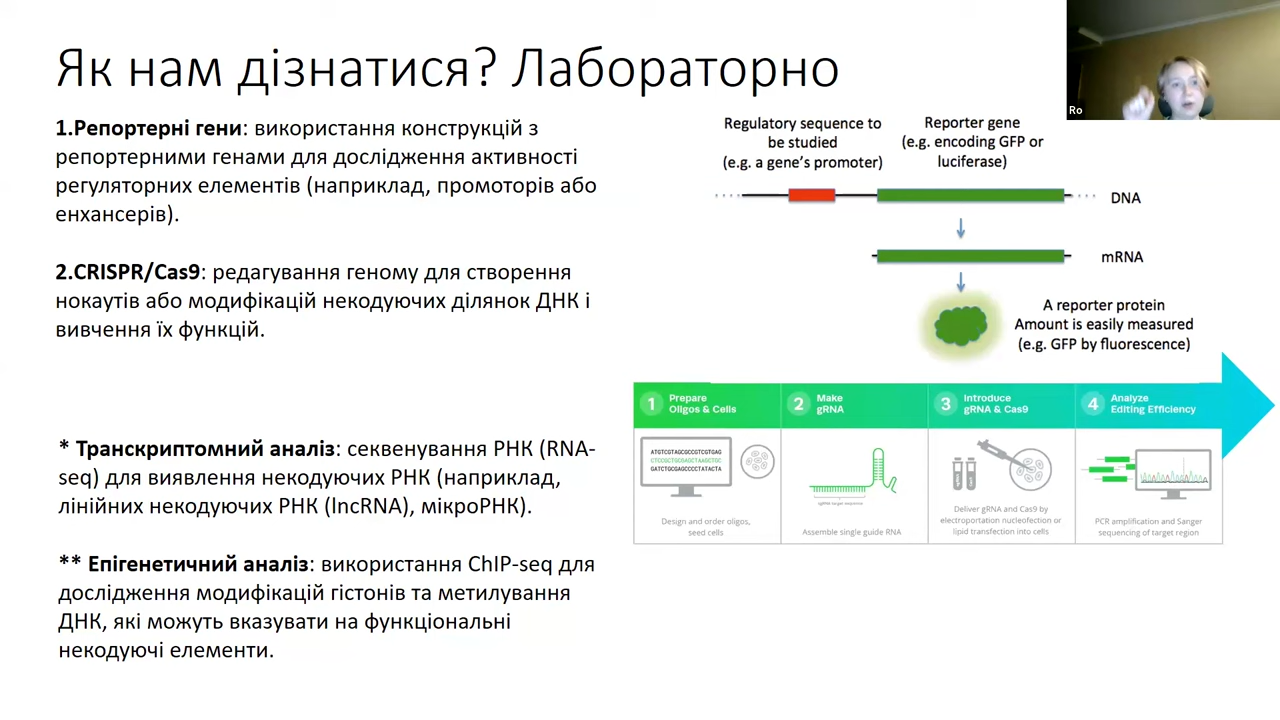 Як нам дізнатися? Лабораторно
1.Репортерні гени: використання конструкцій з
репортерними генами для дослідження активності
регуляторних елементів (наприклад, промоторів або
енхансерів).
2.CRISPR/Cas9: редагування геному для створення
нокаутів або модифікацій некодуючих ділянок ДНК і
вивчення їх функцій.
* Транскриптомний аналіз: секвенування РНК (RNA-
seq) для виявлення некодуючих РНК (наприклад,
лінійних некодуючих РНК (lncRNA), мікроРНК).
** Епігенетичний аналіз: використання ChIP-seq для
дослідження модифікацій гістонів та метилування
ДНК, які можуть вказувати на функціональні
некодуючі елементи.
Ro
Regulatory sequence to
be studied
(e.g. a gene's promoter)
Reporter gene
(e.g. encoding GFP or
luciferase)
DNA
mRNA
A reporter protein
Amount is easily measured
(e.g. GFP by fluorescence)
1 Prepare
Oligos & Cells
ATGTCGTAGCGCCGTCGTGAG
GATCTGCGAGCCCCTATACTA
Design and order oligos,
seed cells
2 Make
gRNA
Assemble single guide RNA
3 Introduce
gRNA & Cas9
Deliver gRNA and Cas9 by
electroportation nucleofection or
lipid transfection into cells
4 Analyze
Editing Efficiency
PCR amplification and Sanger
sequencing of target region